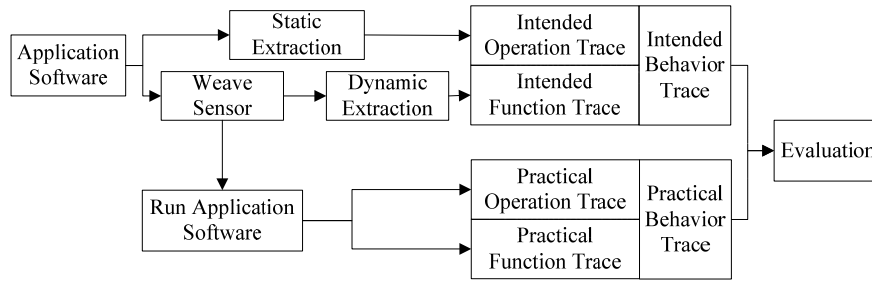 Application
Software
Static
Extraction
Weave
Sensor
Dynamic
Extraction
Intended
Operation Trace
Intended
Function Trace
Intended
Behavior
Trace
Run Application
Software
Practical
Operation Trace
Practical
Function Trace
Practical
Behavior
Trace
Evaluation